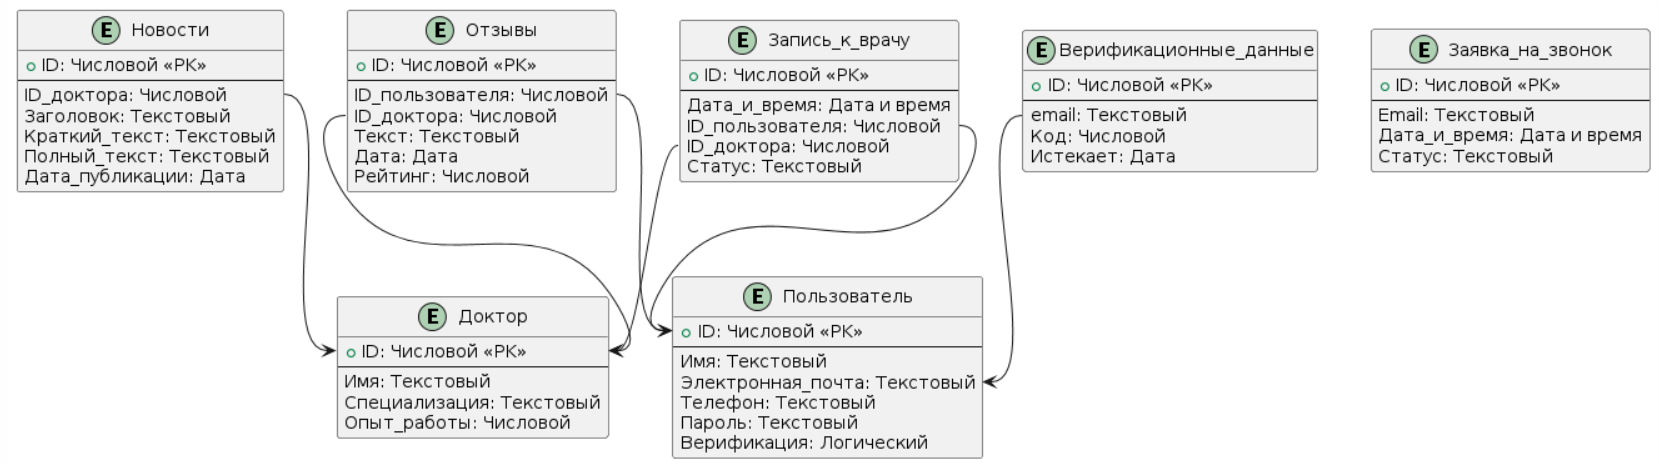 E Новости
ID: Числовой «PK»
ID_доктора: Числовой
Заголовок: Текстовый
Краткий_текст: Текстовый
Полный_текст: Текстовый
Дата_публикации: Дата
E Отзывы
ID: Числовой «PK»
ID_пользователя: Числовой
ID_доктора: Числовой
Текст: Текстовый
Дата: Дата
Рейтинг: Числовой
E Запись_к_врачу
ID: Числовой «PK»
Дата_и_время: Дата и время
ID_пользователя: Числовой
ID_доктора: Числовой
Статус: Текстовый
E Верификационные_данные
ID: Числовой «PK»
email: Текстовый
Код: Числовой
Истекает: Дата
E Заявка_на_звонок
ID: Числовой «PK»
Email: Текстовый
Дата_и_время: Дата и время
Статус: Текстовый
E Доктор
ID: Числовой «PK»
Имя: Текстовый
Специализация: Текстовый
Опыт_работы: Числовой
E Пользователь
ID: Числовой «PK»
Имя: Текстовый
Электронная_почта: Текстовый
Телефон: Текстовый
Пароль: Текстовый
Верификация: Логический